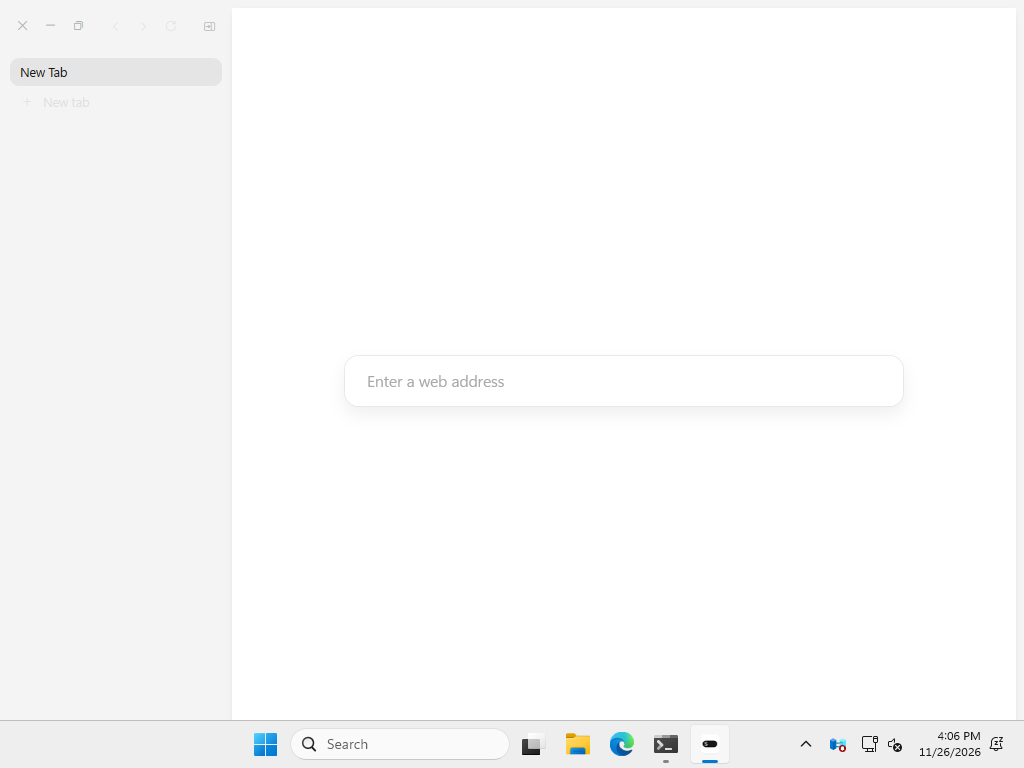 New Tab
New tab
Enter a web address
Search
4:06 PM
11/26/2026